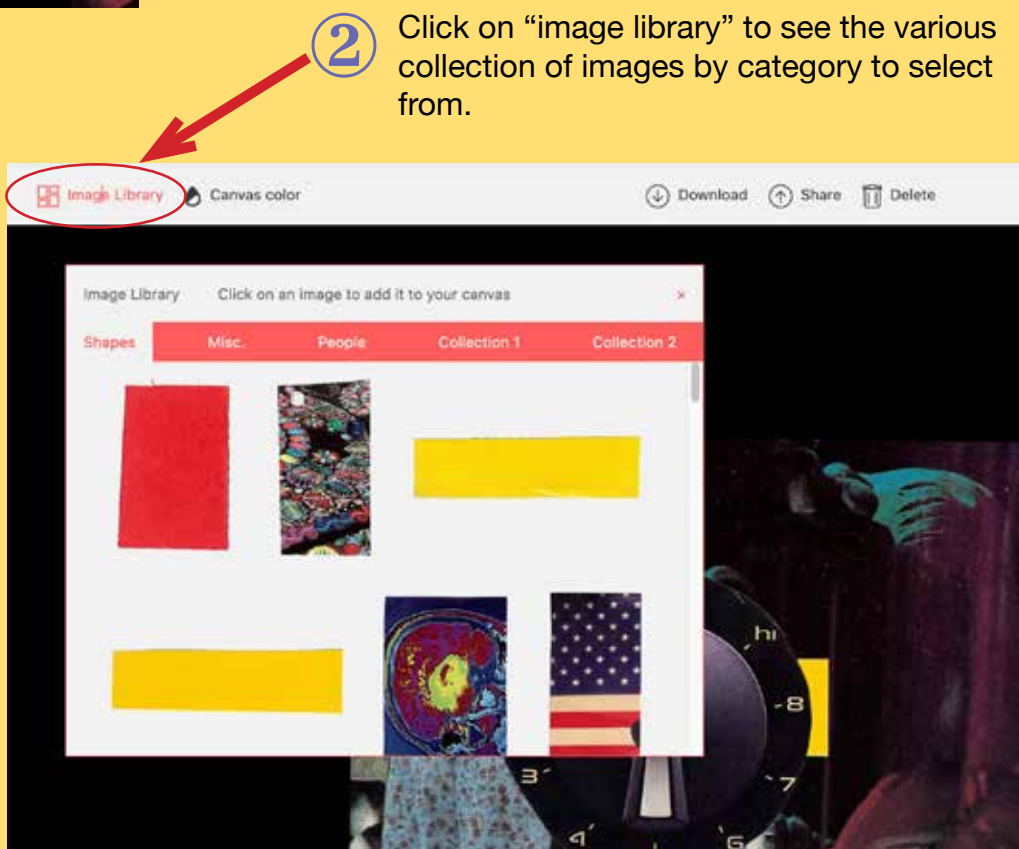 ②
Click on “image library” to see the various
collection of images by category to select
from.
Image Library
Canvas color
Download
Share
Delete
Image Library
Click on an image to add it to your canvas
×
Shapes
Misc.
People
Collection 1
Collection 2
hi
8
7
3
4
6